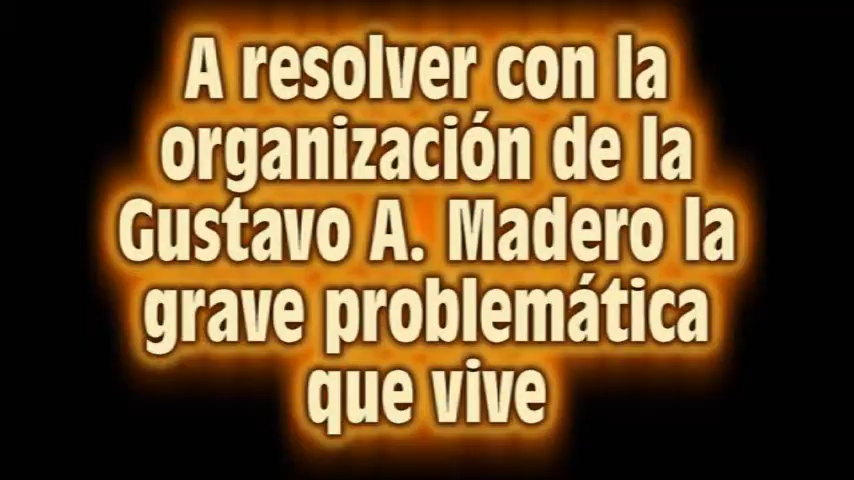 A resolver con la
organización de la
Gustavo A. Madero la
grave problemática
que vive